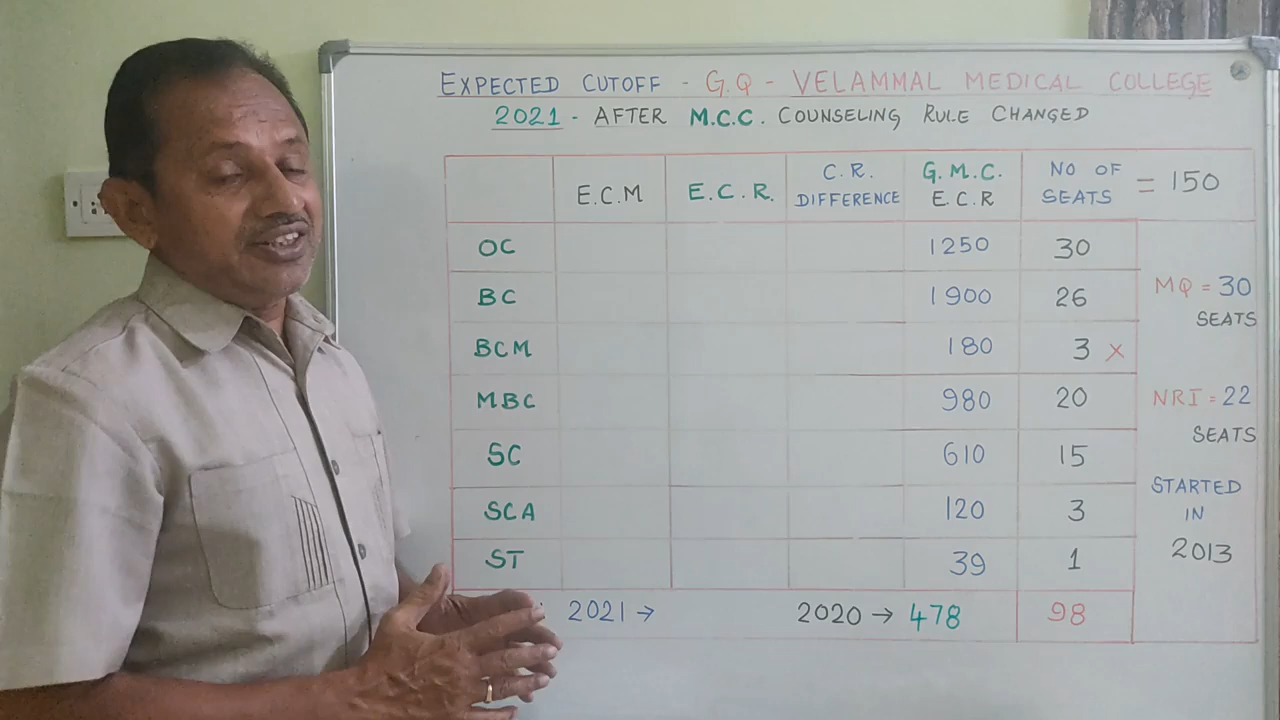 EXPECTED CUTOFF - G.Q - VELAMMAL MEDICAL COLLEGE
2021 - AFTER M.C.C. COUNSELING RULE CHANGED
E.C.M E.C.R. C.R. DIFFERENCE G.M.C. E.C.R NO OF SEATS = 150
OC 1250 30
BC 1900 26
BCM 180 3 X
MBC 980 20
SC 610 15
SCA 120 3
ST 39 1
2021 → 2020 → 478 98
MQ = 30
SEATS
NRI = 22
SEATS
STARTED
IN
2013